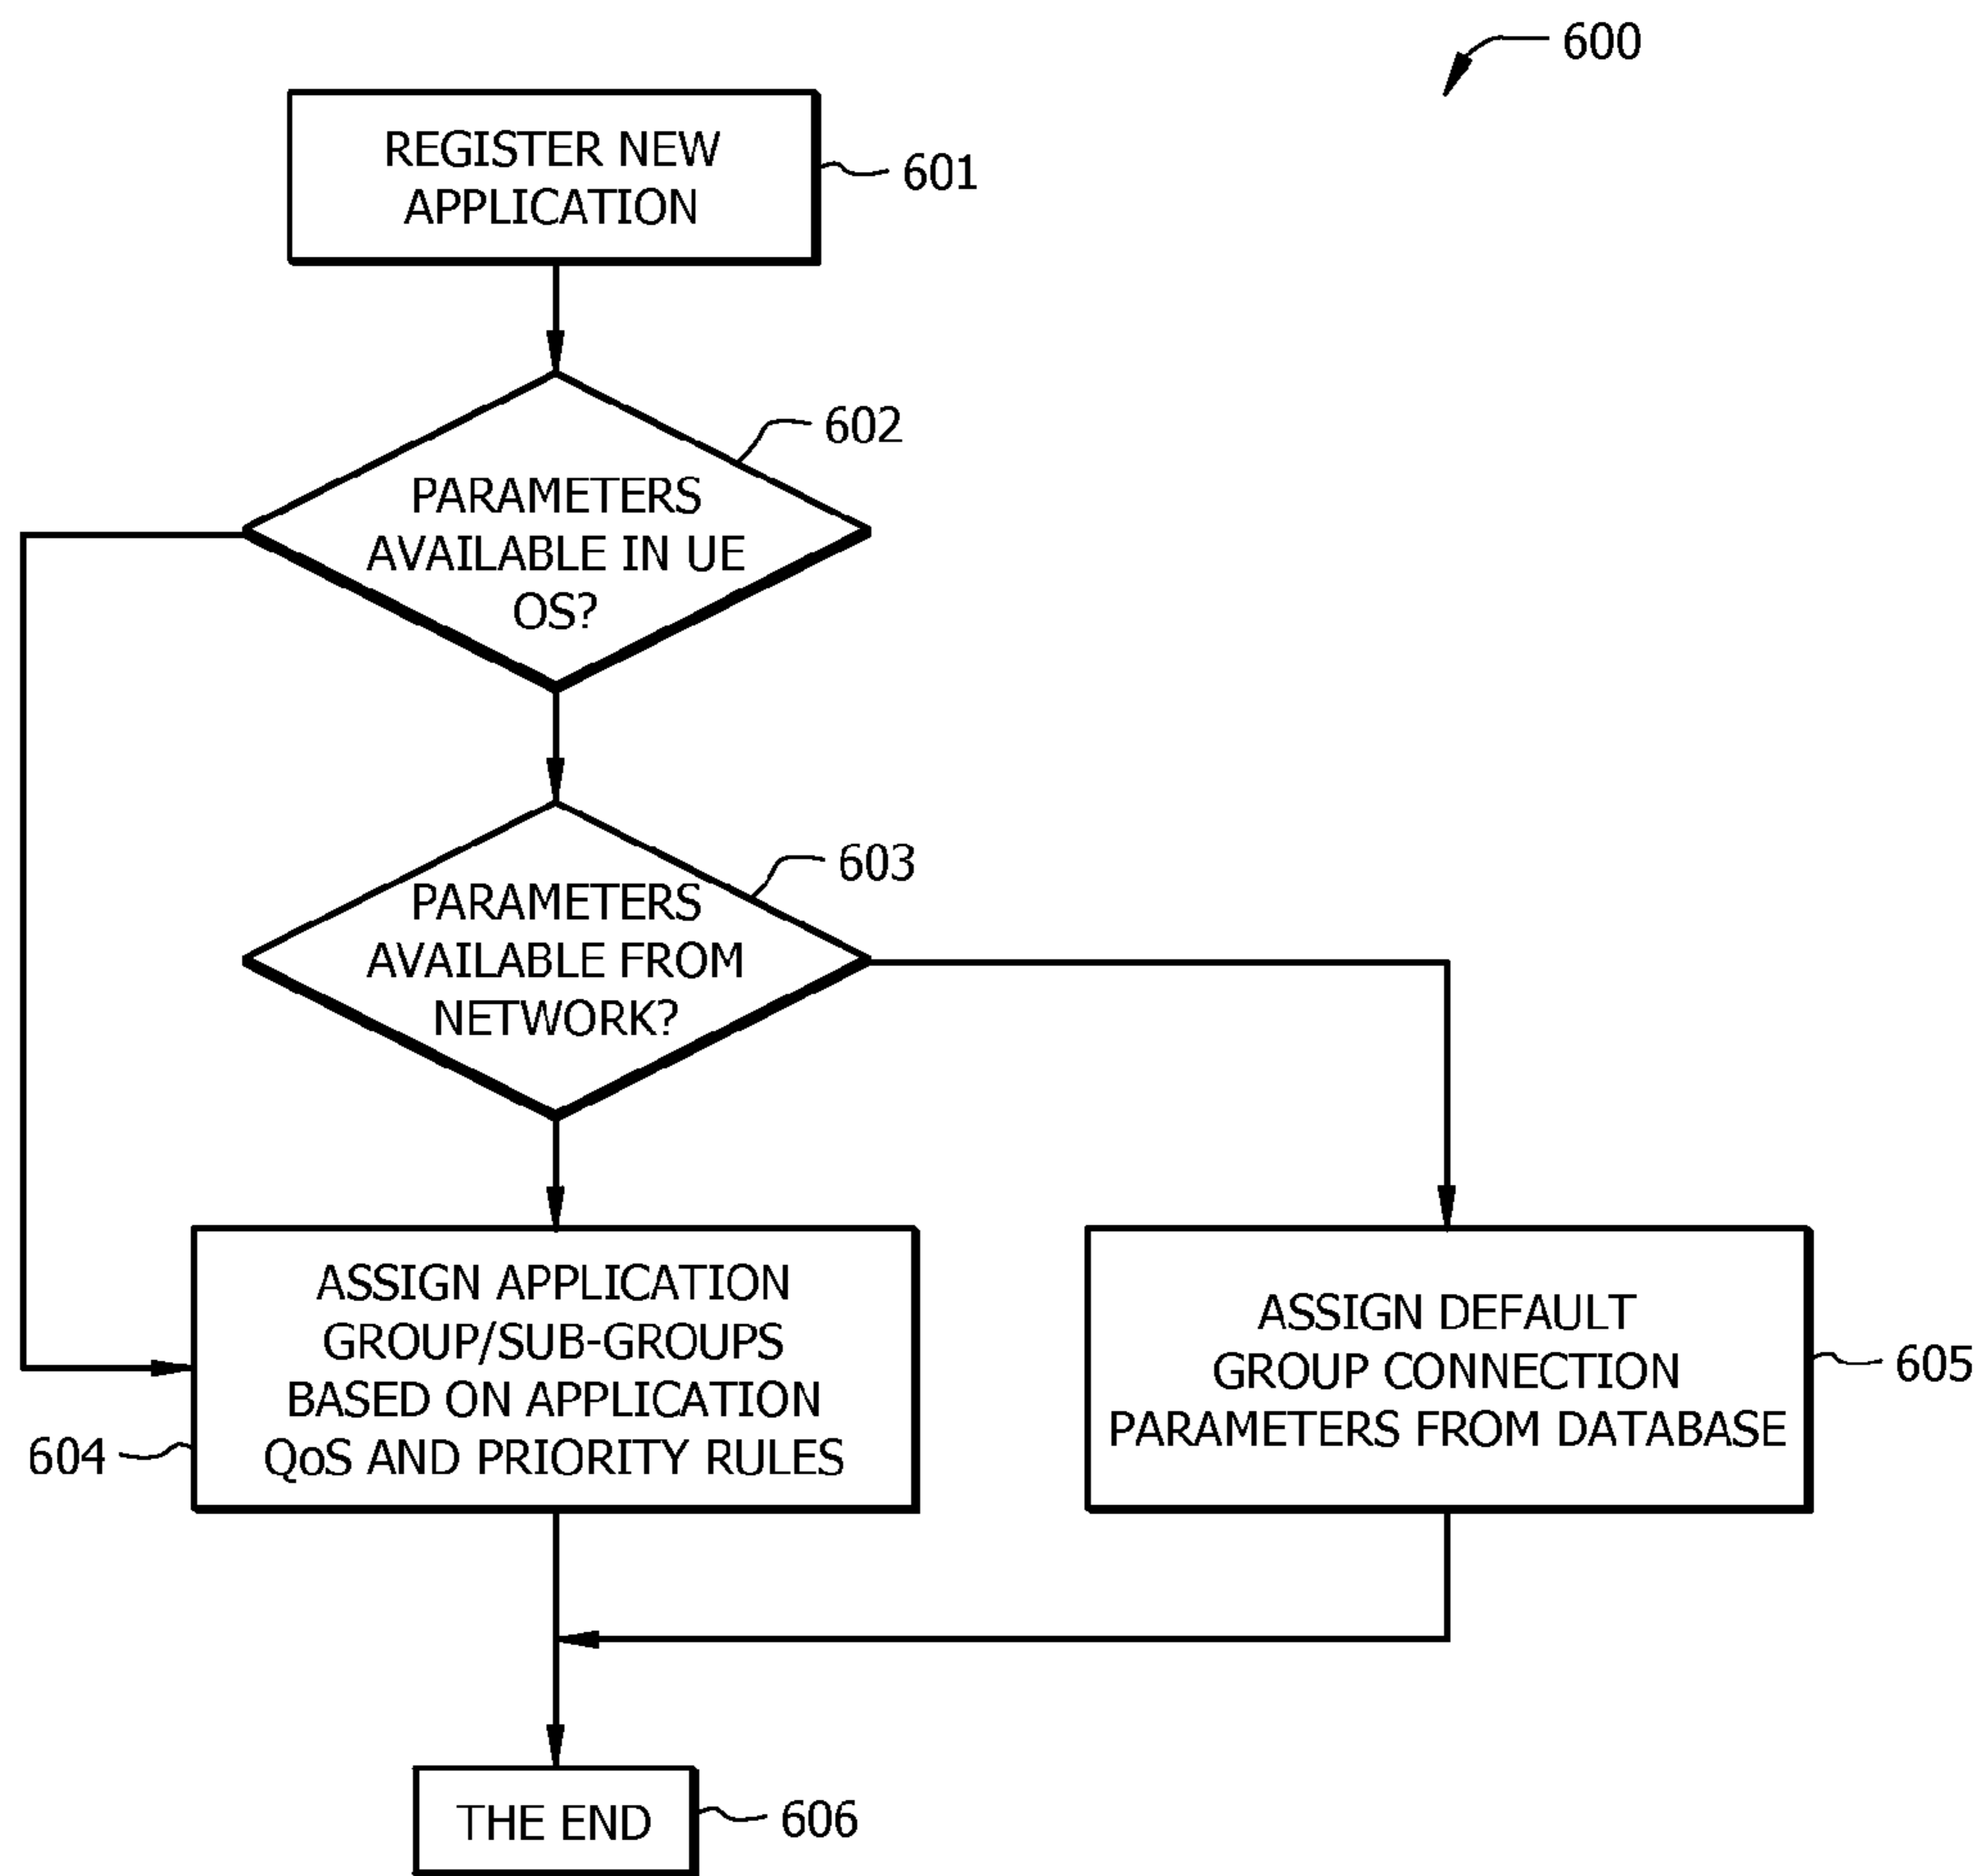 600
REGISTER NEW
APPLICATION
601
602
PARAMETERS
AVAILABLE IN UE
OS?
603
PARAMETERS
AVAILABLE FROM
NETWORK?
ASSIGN APPLICATION
GROUP/SUB-GROUPS
BASED ON APPLICATION
QoS AND PRIORITY RULES
604
ASSIGN DEFAULT
GROUP CONNECTION
PARAMETERS FROM DATABASE
605
THE END
606